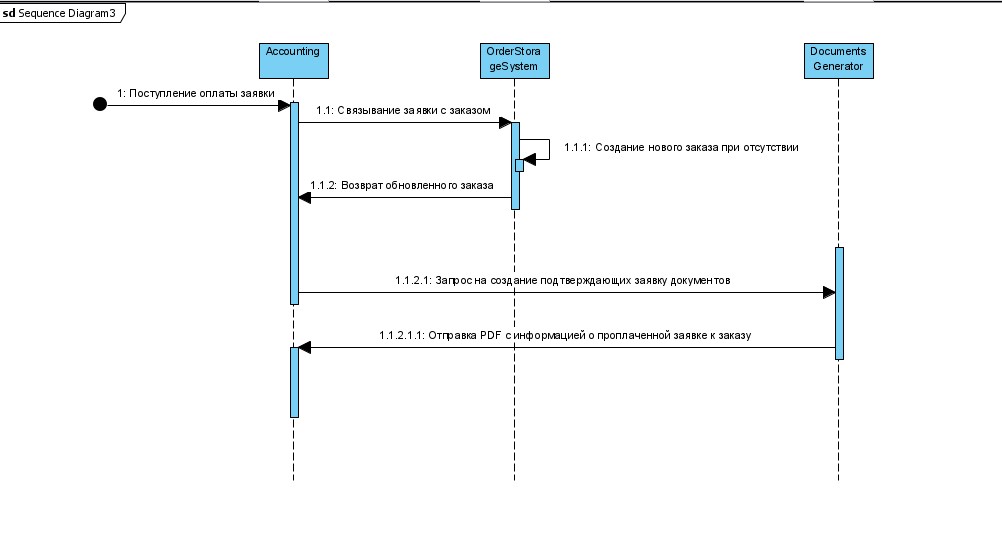 sd Sequence Diagram3
Accounting
OrderStora
geSystem
Documents
Generator
1: Поступление оплаты заявки
1.1: Связывание заявки с заказом
1.1.1: Создание нового заказа при отсутствии
1.1.2: Возврат обновленного заказа
1.1.2.1: Запрос на создание подтверждающих заявку документов
1.1.2.1.1: Отправка PDF с информацией о проплаченной заявке к заказу